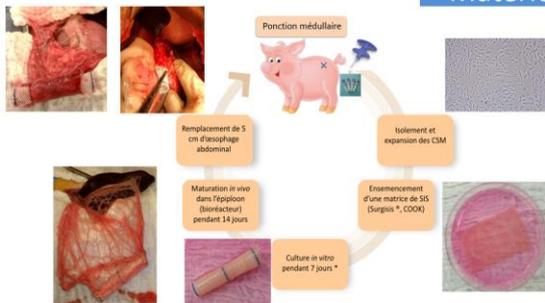 Ponction médullaire
Isolement et
expansion des CSM
Ensemencement
d'une matrice de SIS
(Surgisis ®, COOK)
Culture in vitro
pendant 7 jours *
Maturation in vivo
dans l'épiploon
(bioréacteur)
pendant 14 jours
Remplacement de 5
cm d'œsophage
abdominal